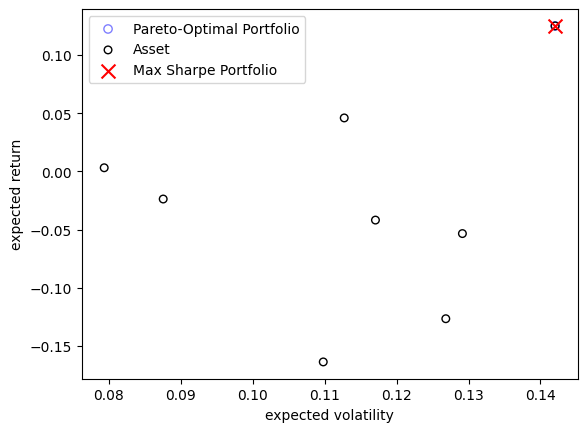 Pareto-Optimal Portfolio
Asset
Max Sharpe Portfolio
0.10
0.05
0.00
−0.05
−0.10
−0.15
expected return
0.08 0.09 0.10 0.11 0.12 0.13 0.14
expected volatility